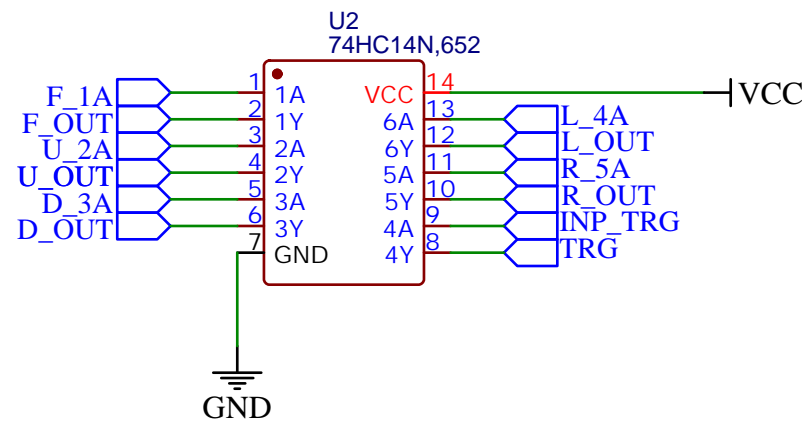 U2
74HC14N,652
F_1A 1 1A VCC 14 VCC
F_OUT 2 1Y 6A 13 L_4A
U_2A 3 2A 6Y 12 L_OUT
U_OUT 4 2Y 5A 11 R_5A
D_3A 5 3A 5Y 10 R_OUT
D_OUT 6 3Y 4A 9 INP_TRG
7 GND 4Y 8 TRG
GND